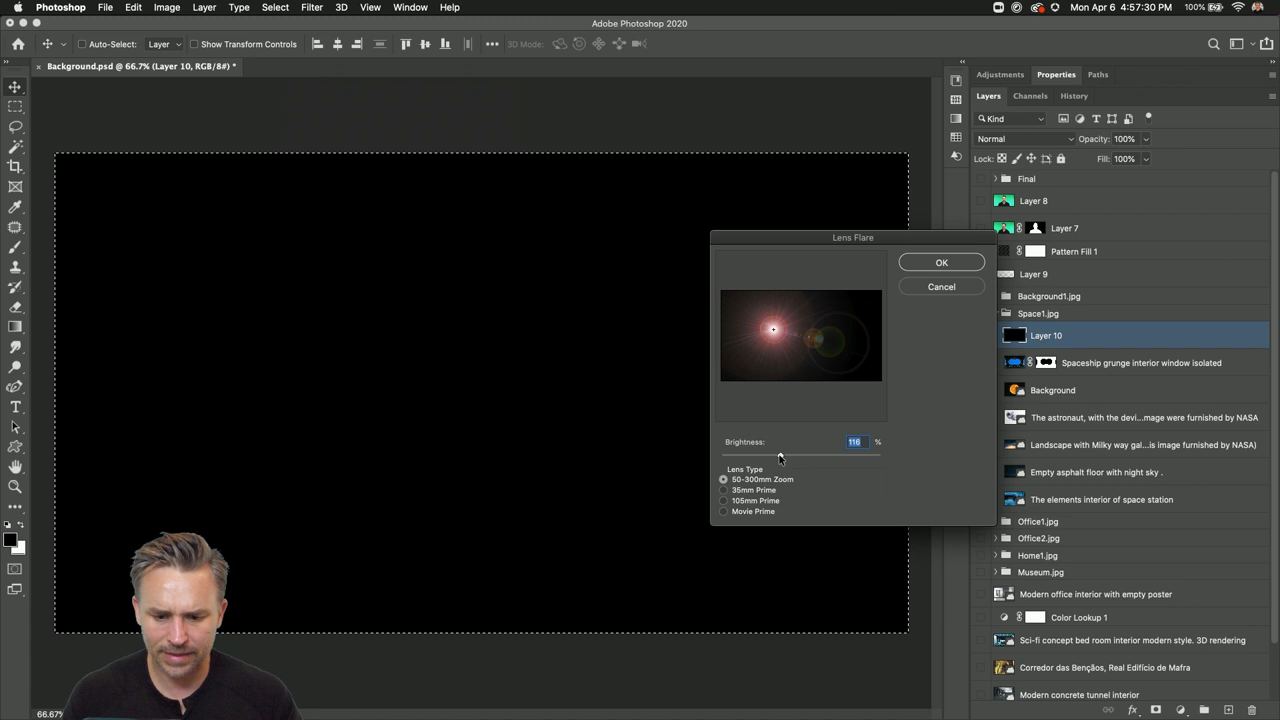 Photoshop File Edit Image Layer Type Select Filter 3D View Window Help 100% Mon Apr 6 4:57:30 PM
Adobe Photoshop 2020
Auto-Select: Layer Show Transform Controls 3D Mode:
Background.psd @ 66.7% (Layer 10, RGB/8#) *
Adjustments Properties Paths
Layers Channels History
Kind
Normal Opacity: 100%
Lock: Fill: 100%
Final
Layer 8
Layer 7
Pattern Fill 1
Layer 9
Background1.jpg
Space1.jpg
Layer 10
Spaceship grunge interior window isolated
Background
The astronaut, with the devi...mage were furnished by NASA
Landscape with Milky way gal...is image furnished by NASA)
Empty asphalt floor with night sky .
The elements interior of space station
Office1.jpg
Office2.jpg
Home1.jpg
Museum.jpg
Modern office interior with empty poster
Color Lookup 1
Sci-fi concept bed room interior modern style. 3D rendering
Corredor das Bençãos, Real Edifício de Mafra
Modern concrete tunnel interior
Lens Flare
OK
Cancel
Brightness: 116 %
Lens Type
50-300mm Zoom
35mm Prime
105mm Prime
Movie Prime
66.67%